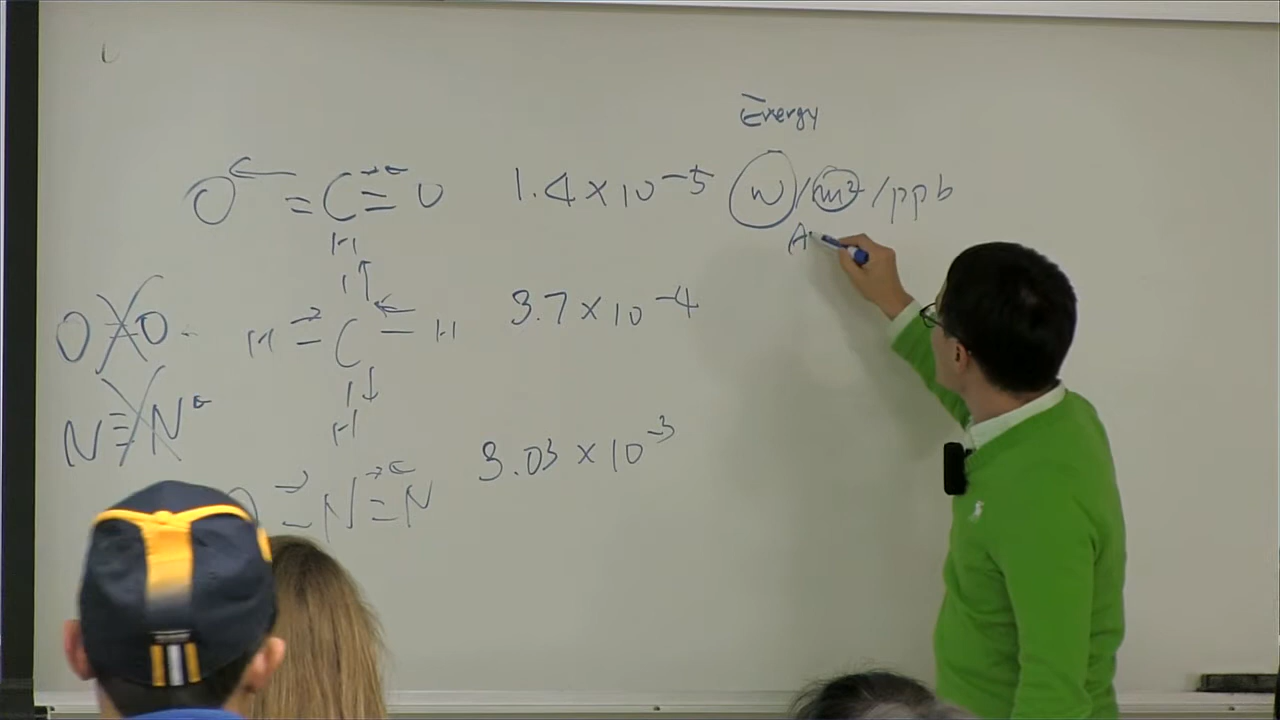 Energy
O = C = O 1.4 × 10⁻⁵ W/m²/ppb
A
H
O=O H = C = H 3.7 × 10⁻⁴
H
N≡N
= N = N 3.03 × 10⁻³